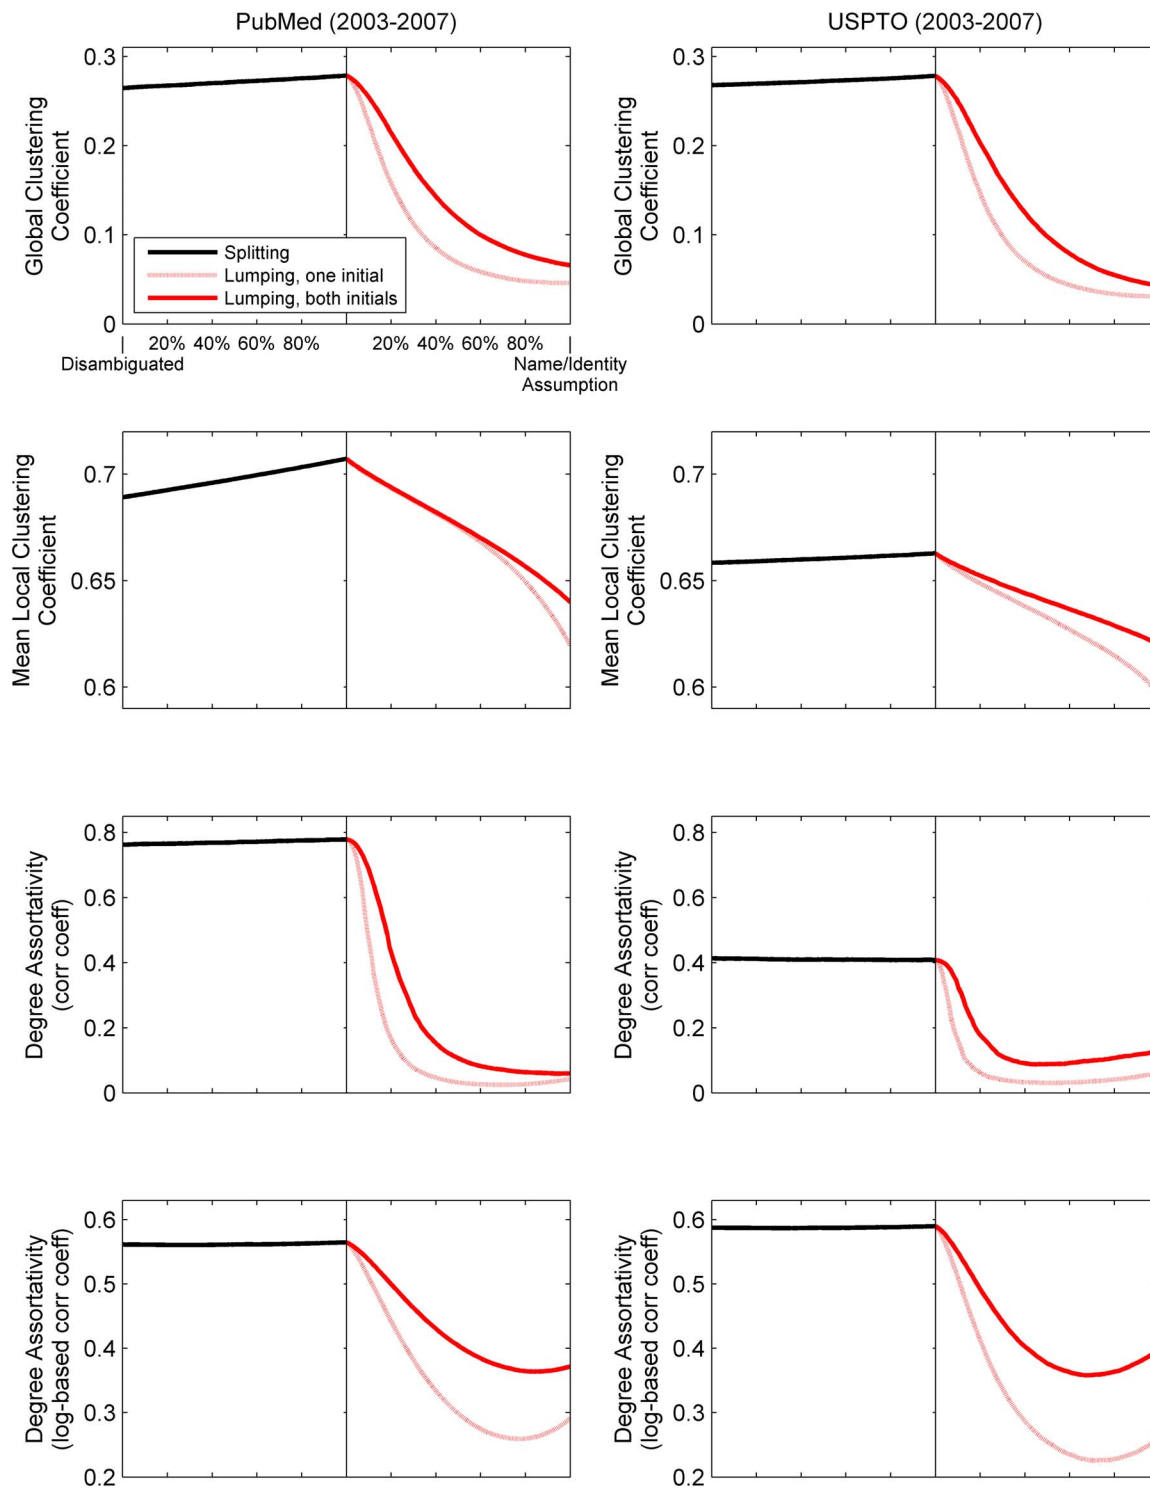 PubMed (2003-2007)
USPTO (2003-2007)
Global Clustering
Coefficient
0.3
0.2
0.1
0
Splitting
Lumping, one initial
Lumping, both initials
20% 40% 60% 80% 20% 40% 60% 80%
Disambiguated
Name/Identity
Assumption
Global Clustering
Coefficient
0.3
0.2
0.1
0
Mean Local Clustering
Coefficient
0.7
0.65
0.6
Mean Local Clustering
Coefficient
0.7
0.65
0.6
Degree Assortativity
(corr coeff)
0.8
0.6
0.4
0.2
0
Degree Assortativity
(corr coeff)
0.8
0.6
0.4
0.2
0
Degree Assortativity
(log-based corr coeff)
0.6
0.5
0.4
0.3
0.2
Degree Assortativity
(log-based corr coeff)
0.6
0.5
0.4
0.3
0.2